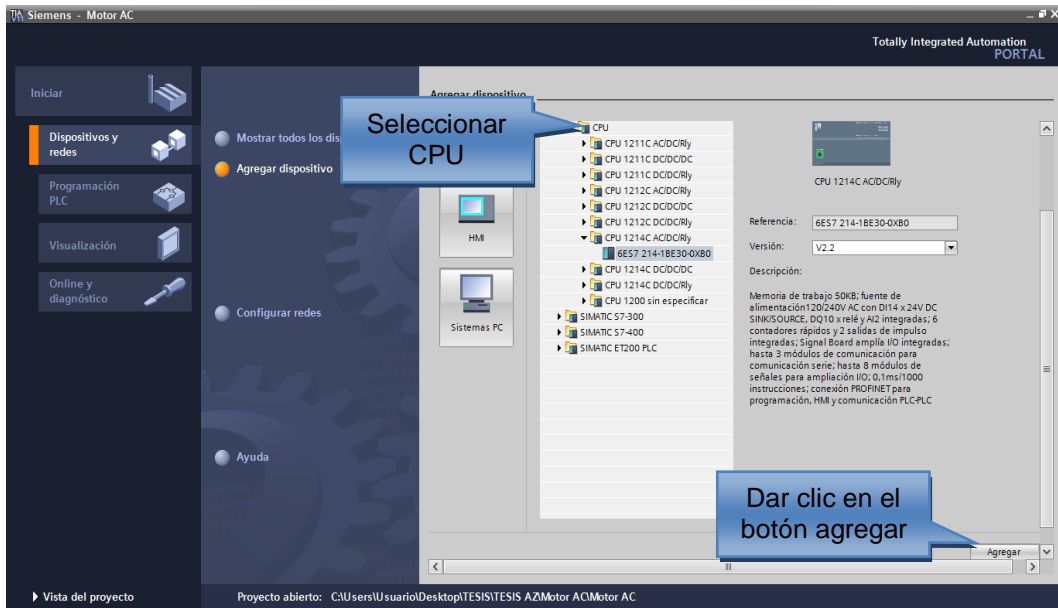 Siemens - Motor AC
Totally Integrated Automation
PORTAL
Iniciar
Dispositivos y
redes
Programación
PLC
Visualización
Online y
diagnóstico
Mostrar todos los dis
Agregar dispositivo
Configurar redes
Ayuda
Agregar dispositivo
Seleccionar
CPU
HMI
Sistemas PC
CPU
CPU 1211C AC/DC/Rly
CPU 1211C DC/DC/DC
CPU 1211C DC/DC/Rly
CPU 1212C AC/DC/Rly
CPU 1212C DC/DC/DC
CPU 1212C DC/DC/Rly
CPU 1214C AC/DC/Rly
6ES7 214-1BE30-0XB0
CPU 1214C DC/DC/DC
CPU 1214C DC/DC/Rly
CPU 1200 sin especificar
SIMATIC S7-300
SIMATIC S7-400
SIMATIC ET200 PLC
CPU 1214C AC/DC/Rly
Referencia: 6ES7 214-1BE30-0XB0
Versión: V2.2
Descripción:
Memoria de trabajo 50KB; fuente de
alimentación120/240V AC con DI14 x 24V DC
SINK/SOURCE, DQ10 x relé y AI2 integradas; 6
contadores rápidos y 2 salidas de impulso
integradas; Signal Board amplía I/O integradas;
hasta 3 módulos de comunicación para
comunicación serie; hasta 8 módulos de
señales para ampliación I/O; 0,1ms/1000
instrucciones; conexión PROFINET para
programación, HMI y comunicación PLC-PLC
Dar clic en el
botón agregar
Agregar
Vista del proyecto
Proyecto abierto: C:\Users\Usuario\Desktop\TESIS\TESIS AZ\Motor AC\Motor AC